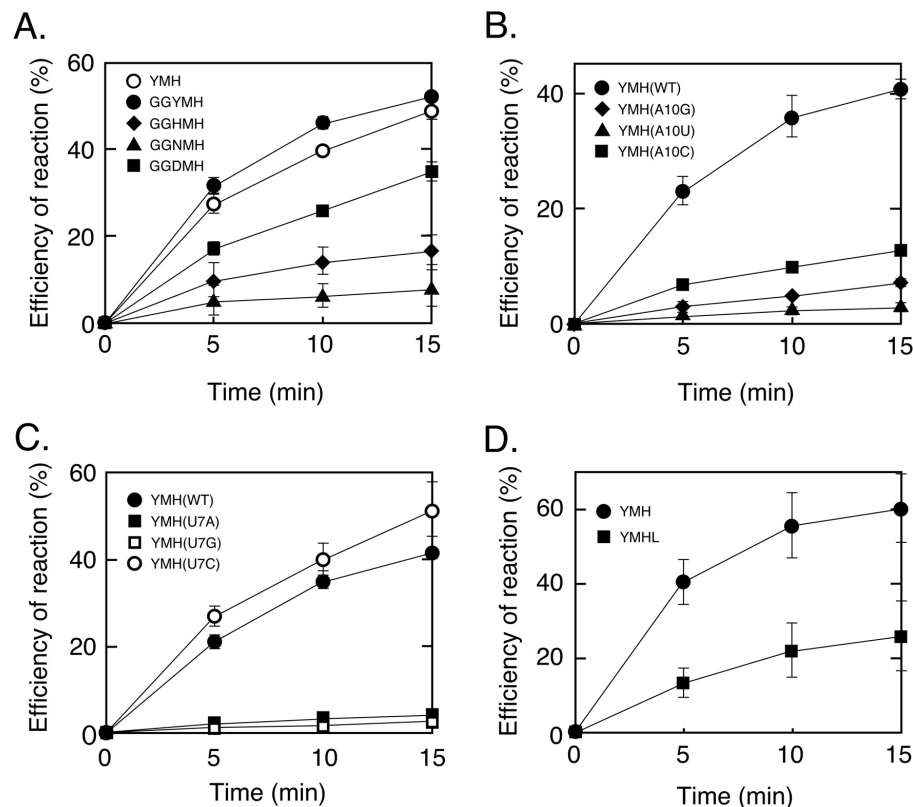 A.
Efficiency of reaction (%)
60
40
20
0
YMH
GGYMH
GGHMH
GGNMH
GGDMH
0 5 10 15
Time (min)
B.
Efficiency of reaction (%)
40
20
0
YMH(WT)
YMH(A10G)
YMH(A10U)
YMH(A10C)
0 5 10 15
Time (min)
C.
Efficiency of reaction (%)
60
40
20
0
YMH(WT)
YMH(U7A)
YMH(U7G)
YMH(U7C)
0 5 10 15
Time (min)
D.
Efficiency of reaction (%)
60
40
20
0
YMH
YMHL
0 5 10 15
Time (min)